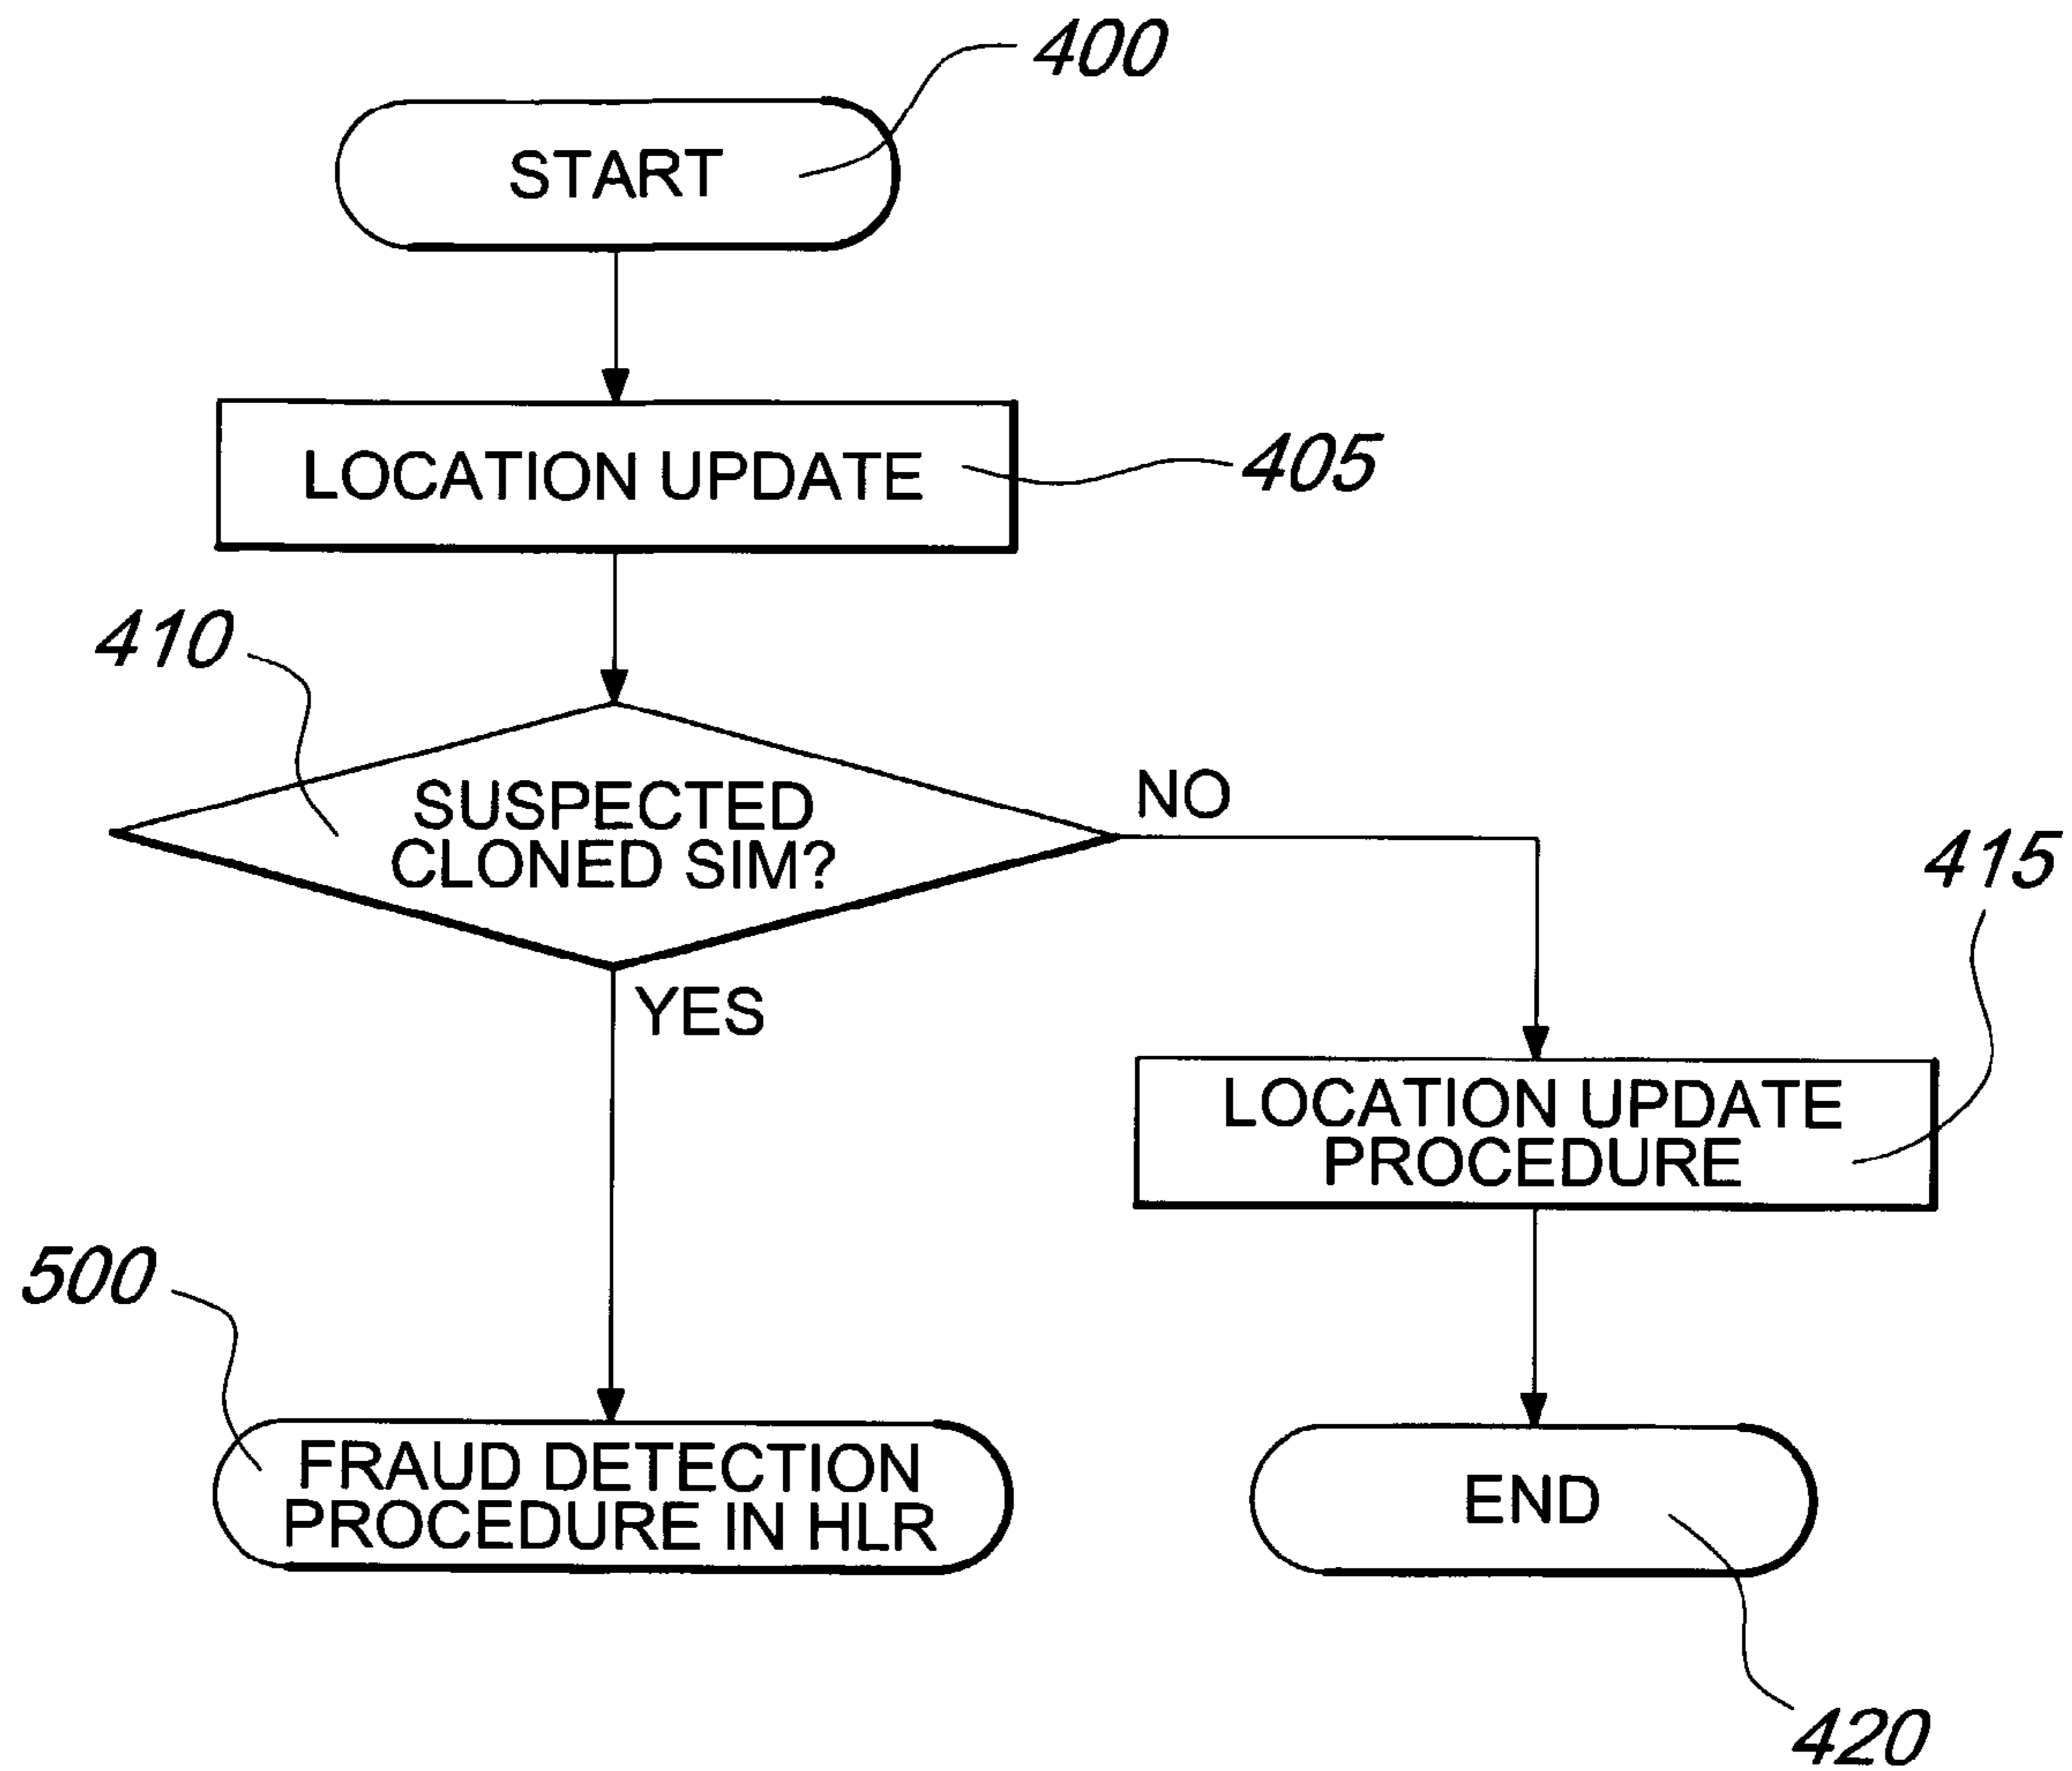 400
START
LOCATION UPDATE
405
410
SUSPECTED
CLONED SIM?
NO
415
YES
LOCATION UPDATE
PROCEDURE
500
FRAUD DETECTION
PROCEDURE IN HLR
END
420